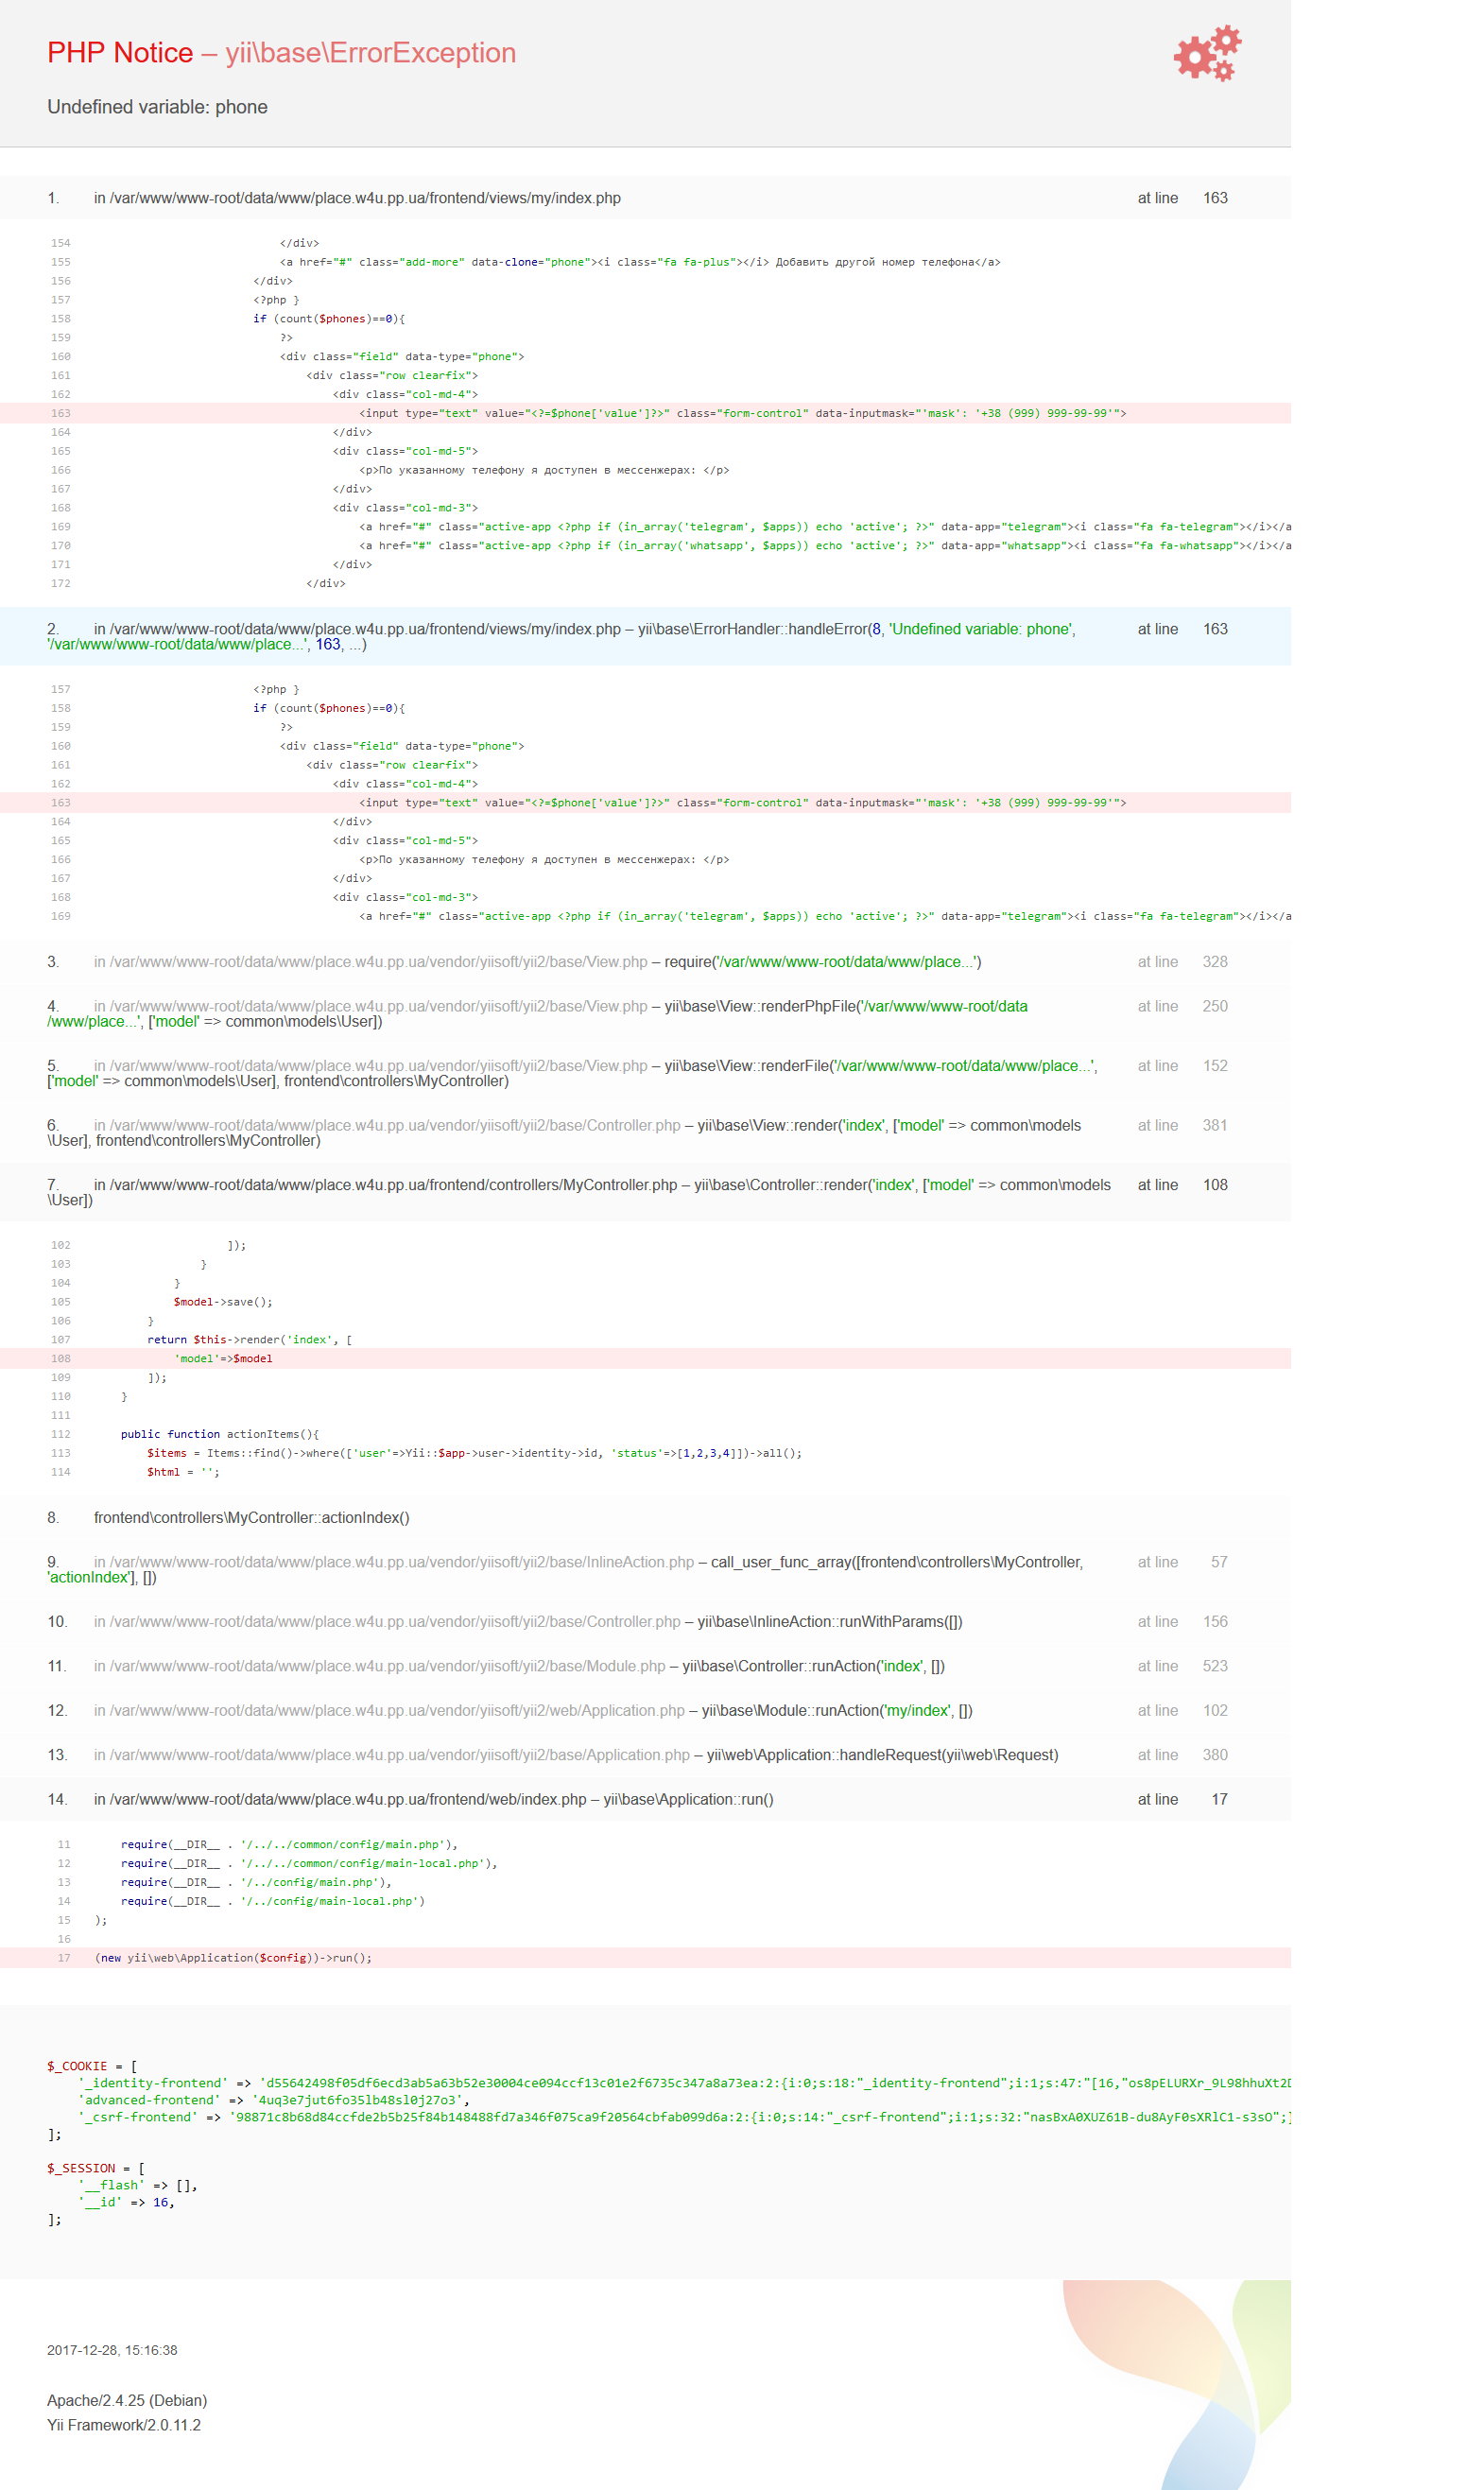 PHP Notice – yii\base\ErrorException
Undefined variable: phone
1. in /var/www/www-root/data/www/place.w4u.pp.ua/frontend/views/my/index.php at line 163
154 </div>
155 <a href="#" class="add-more" data-clone="phone"><i class="fa fa-plus"></i> Добавить другой номер телефона</a>
156 </div>
157 <?php }
158 if (count($phones)==0){
159 ?>
160 <div class="field" data-type="phone">
161 <div class="row clearfix">
162 <div class="col-md-4">
163 <input type="text" value="<?=$phone['value']?>" class="form-control" data-inputmask="'mask': '+38 (999) 999-99-99'">
164 </div>
165 <div class="col-md-5">
166 <p>По указанному телефону я доступен в мессенжерах: </p>
167 </div>
168 <div class="col-md-3">
169 <a href="#" class="active-app <?php if (in_array('telegram', $apps)) echo 'active'; ?>" data-app="telegram"><i class="fa fa-telegram"></i></a
170 <a href="#" class="active-app <?php if (in_array('whatsapp', $apps)) echo 'active'; ?>" data-app="whatsapp"><i class="fa fa-whatsapp"></i></a
171 </div>
172 </div>
2. in /var/www/www-root/data/www/place.w4u.pp.ua/frontend/views/my/index.php – yii\base\ErrorHandler::handleError(8, 'Undefined variable: phone', at line 163
'/var/www/www-root/data/www/place...', 163, ...)
157 <?php }
158 if (count($phones)==0){
159 ?>
160 <div class="field" data-type="phone">
161 <div class="row clearfix">
162 <div class="col-md-4">
163 <input type="text" value="<?=$phone['value']?>" class="form-control" data-inputmask="'mask': '+38 (999) 999-99-99'">
164 </div>
165 <div class="col-md-5">
166 <p>По указанному телефону я доступен в мессенжерах: </p>
167 </div>
168 <div class="col-md-3">
169 <a href="#" class="active-app <?php if (in_array('telegram', $apps)) echo 'active'; ?>" data-app="telegram"><i class="fa fa-telegram"></i></a
3. in /var/www/www-root/data/www/place.w4u.pp.ua/vendor/yiisoft/yii2/base/View.php – require('/var/www/www-root/data/www/place...') at line 328
4. in /var/www/www-root/data/www/place.w4u.pp.ua/vendor/yiisoft/yii2/base/View.php – yii\base\View::renderPhpFile('/var/www/www-root/data at line 250
/www/place...', ['model' => common\models\User])
5. in /var/www/www-root/data/www/place.w4u.pp.ua/vendor/yiisoft/yii2/base/View.php – yii\base\View::renderFile('/var/www/www-root/data/www/place...', at line 152
['model' => common\models\User], frontend\controllers\MyController)
6. in /var/www/www-root/data/www/place.w4u.pp.ua/vendor/yiisoft/yii2/base/Controller.php – yii\base\View::render('index', ['model' => common\models at line 381
\User], frontend\controllers\MyController)
7. in /var/www/www-root/data/www/place.w4u.pp.ua/frontend/controllers/MyController.php – yii\base\Controller::render('index', ['model' => common\models at line 108
\User])
102 ]);
103 }
104 }
105 $model->save();
106 }
107 return $this->render('index', [
108 'model'=>$model
109 ]);
110 }
111
112 public function actionItems(){
113 $items = Items::find()->where(['user'=>Yii::$app->user->identity->id, 'status'=>[1,2,3,4]])->all();
114 $html = '';
8. frontend\controllers\MyController::actionIndex()
9. in /var/www/www-root/data/www/place.w4u.pp.ua/vendor/yiisoft/yii2/base/InlineAction.php – call_user_func_array([frontend\controllers\MyController, at line 57
'actionIndex'], [])
10. in /var/www/www-root/data/www/place.w4u.pp.ua/vendor/yiisoft/yii2/base/Controller.php – yii\base\InlineAction::runWithParams([]) at line 156
11. in /var/www/www-root/data/www/place.w4u.pp.ua/vendor/yiisoft/yii2/base/Module.php – yii\base\Controller::runAction('index', []) at line 523
12. in /var/www/www-root/data/www/place.w4u.pp.ua/vendor/yiisoft/yii2/web/Application.php – yii\base\Module::runAction('my/index', []) at line 102
13. in /var/www/www-root/data/www/place.w4u.pp.ua/vendor/yiisoft/yii2/base/Application.php – yii\web\Application::handleRequest(yii\web\Request) at line 380
14. in /var/www/www-root/data/www/place.w4u.pp.ua/frontend/web/index.php – yii\base\Application::run() at line 17
11 require(__DIR__ . '/../../common/config/main.php'),
12 require(__DIR__ . '/../../common/config/main-local.php'),
13 require(__DIR__ . '/../config/main.php'),
14 require(__DIR__ . '/../config/main-local.php')
15 );
16
17 (new yii\web\Application($config))->run();
$_COOKIE = [
'_identity-frontend' => 'd55642498f05df6ecd3ab5a63b52e30004ce094ccf13c01e2f6735c347a8a73ea:2:{i:0;s:18:"_identity-frontend";i:1;s:47:"[16,"os8pELURXr_9L98hhuXt2D
'advanced-frontend' => '4uq3e7jut6fo35lb48sl0j27o3',
'_csrf-frontend' => '98871c8b68d84ccfde2b5b25f84b148488fd7a346f075ca9f20564cbfab099d6a:2:{i:0;s:14:"_csrf-frontend";i:1;s:32:"nasBxA0XUZ61B-du8AyF0sXRlC1-s3sO";}
];
$_SESSION = [
'__flash' => [],
'__id' => 16,
];
2017-12-28, 15:16:38
Apache/2.4.25 (Debian)
Yii Framework/2.0.11.2